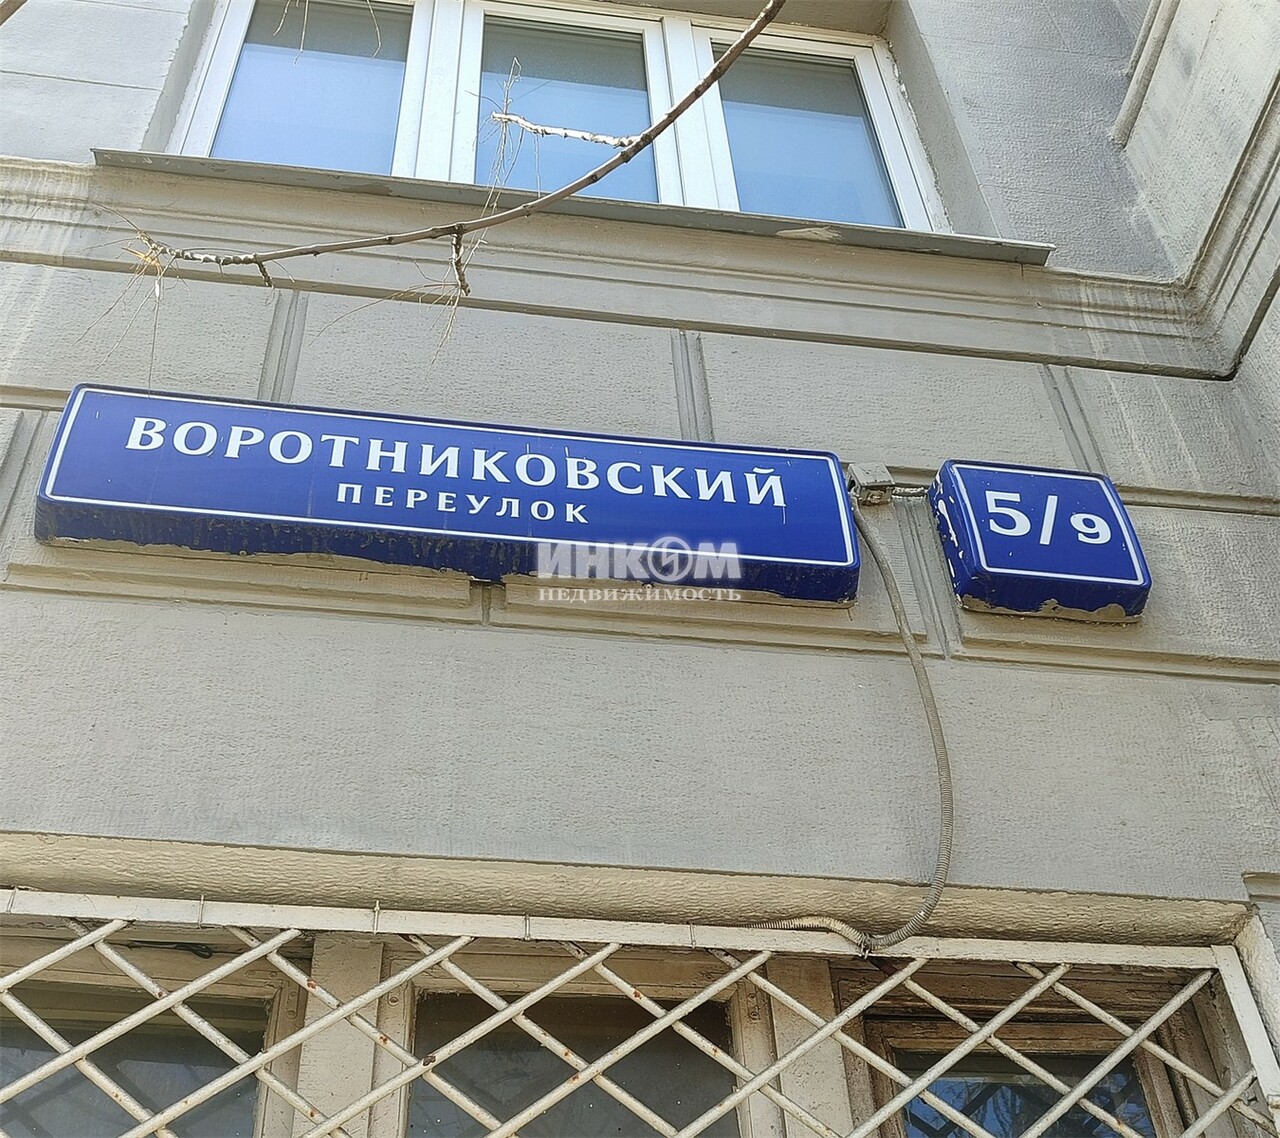 ВОРОТНИКОВСКИЙ
ПЕРЕУЛОК
5/9
ИНКОМ
НЕДВИЖИМОСТЬ